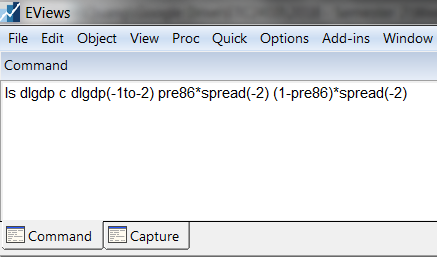 EViews
File Edit Object View Proc Quick Options Add-ins Window
Command
ls dlgdp c dlgdp(-1to-2) pre86*spread(-2) (1-pre86)*spread(-2)
Command Capture